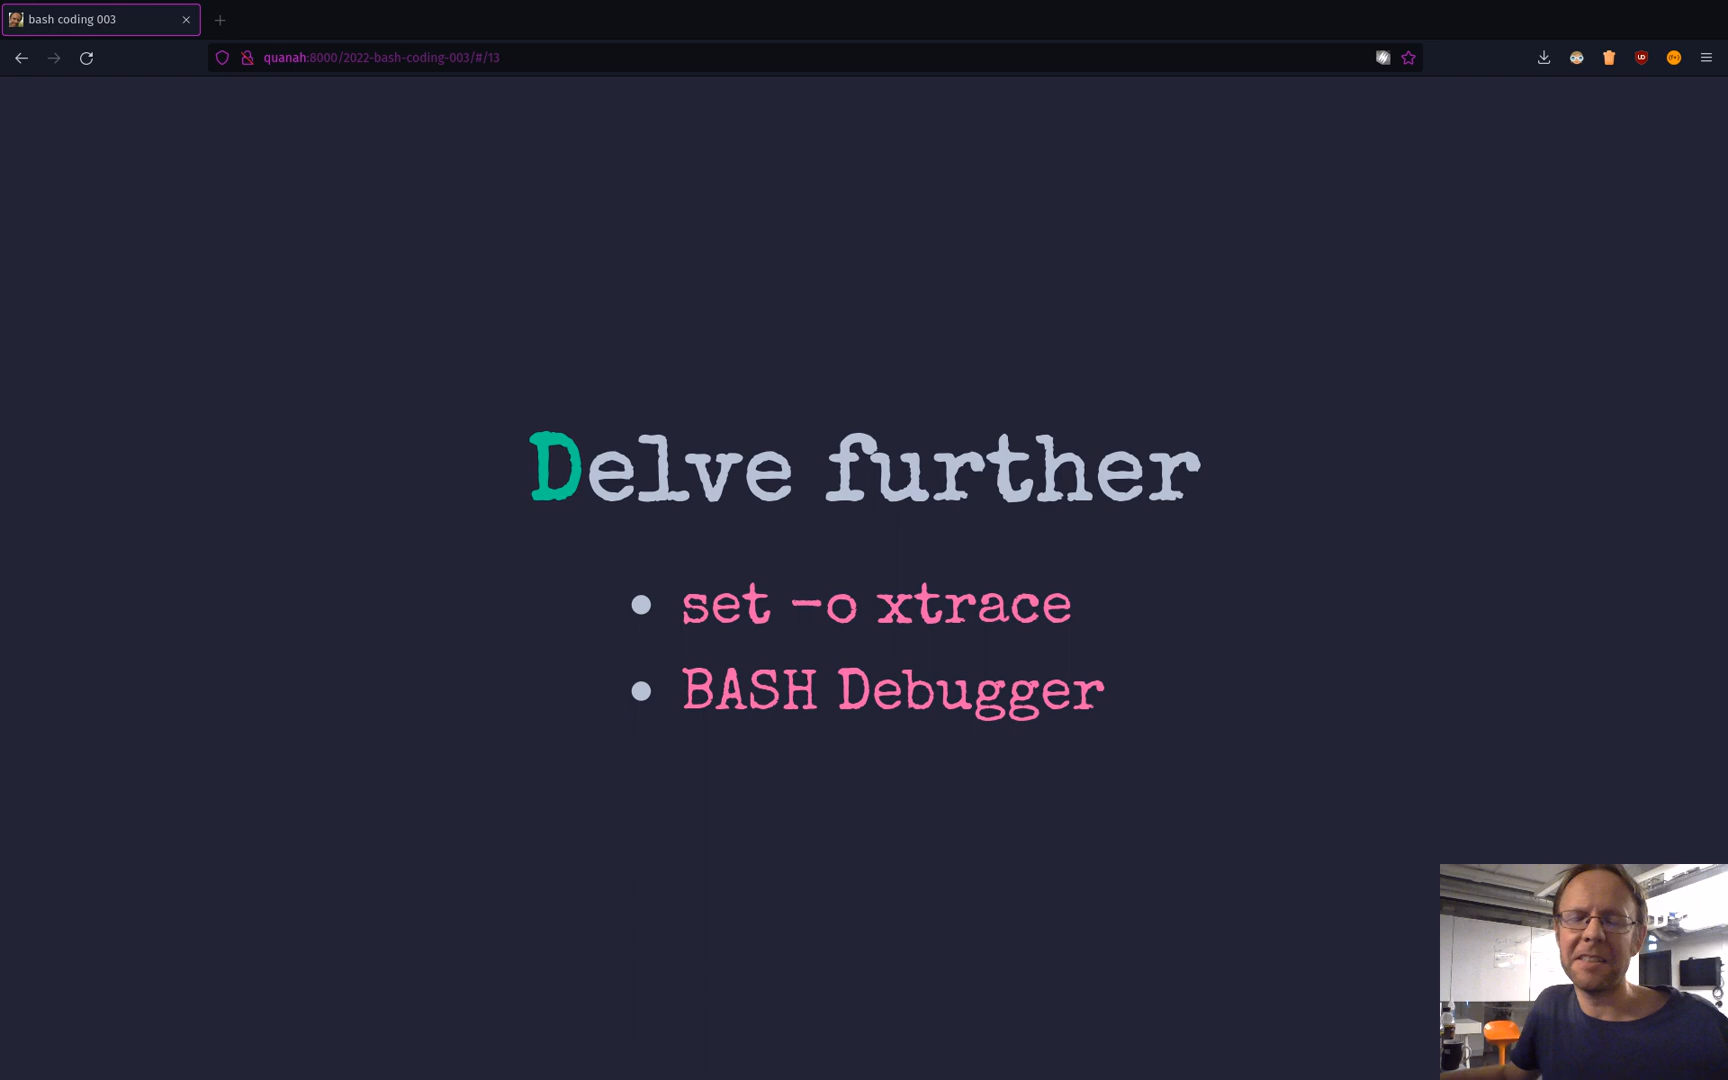 bash coding 003
quanah:8000/2022-bash-coding-003/#/13
Delve further
set -o xtrace
BASH Debugger